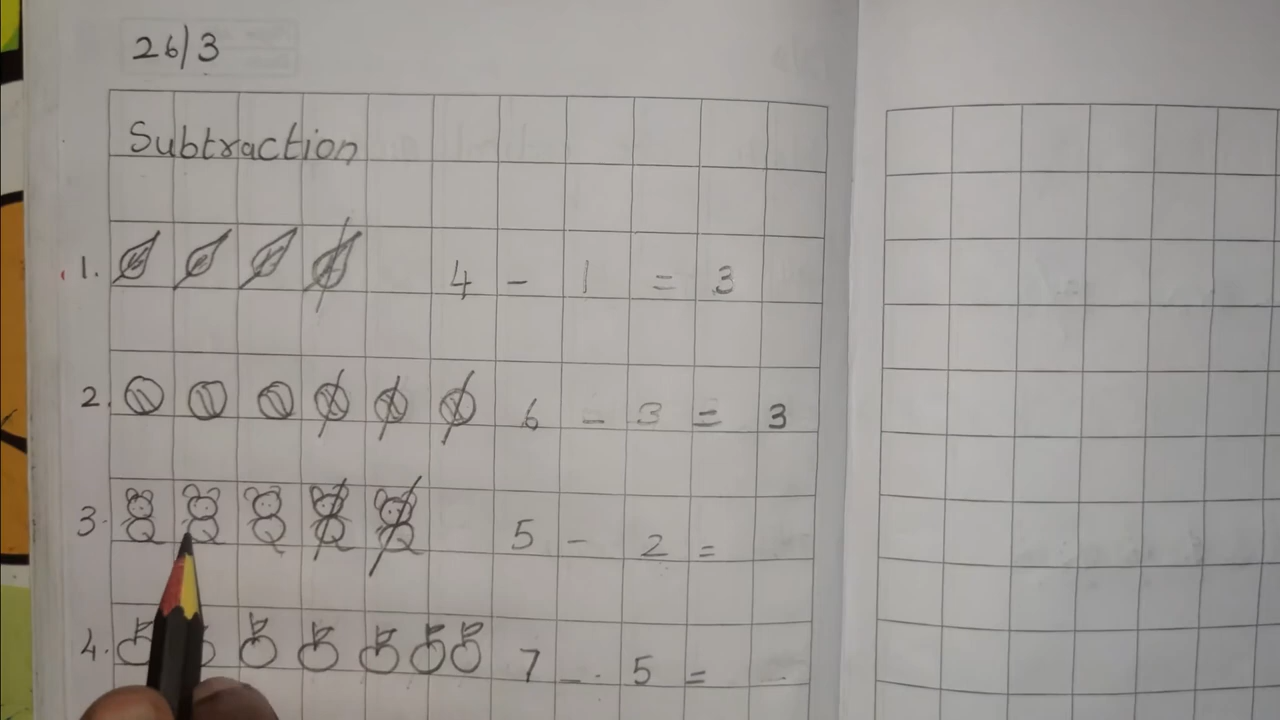 26/3
Subtraction
1. 4 - 1 = 3
2. 6 - 3 = 3
3. 5 - 2 =
4. 7 - 5 =